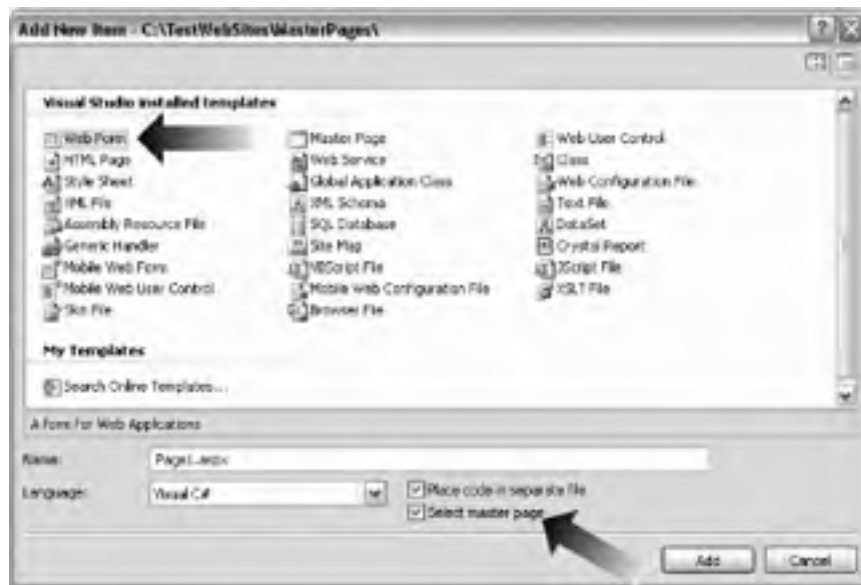 Add New Item - C:\TestWebSites\MasterPages\
Visual Studio installed templates
Web Form
Master Page
Web User Control
HTML Page
Web Service
Class
Style Sheet
Global Application Class
Web Configuration File
XML File
XML Schema
Text File
Assembly Resource File
SQL Database
DataSet
Generic Handler
Site Map
Crystal Report
Mobile Web Form
VBScript File
JScript File
Mobile Web User Control
Mobile Web Configuration File
XSLT File
Skin File
Browser File
My Templates
Search Online Templates...
A form for Web Applications
Name:
Page1.aspx
Language:
Visual C#
Place code in separate file
Select master page
Add
Cancel